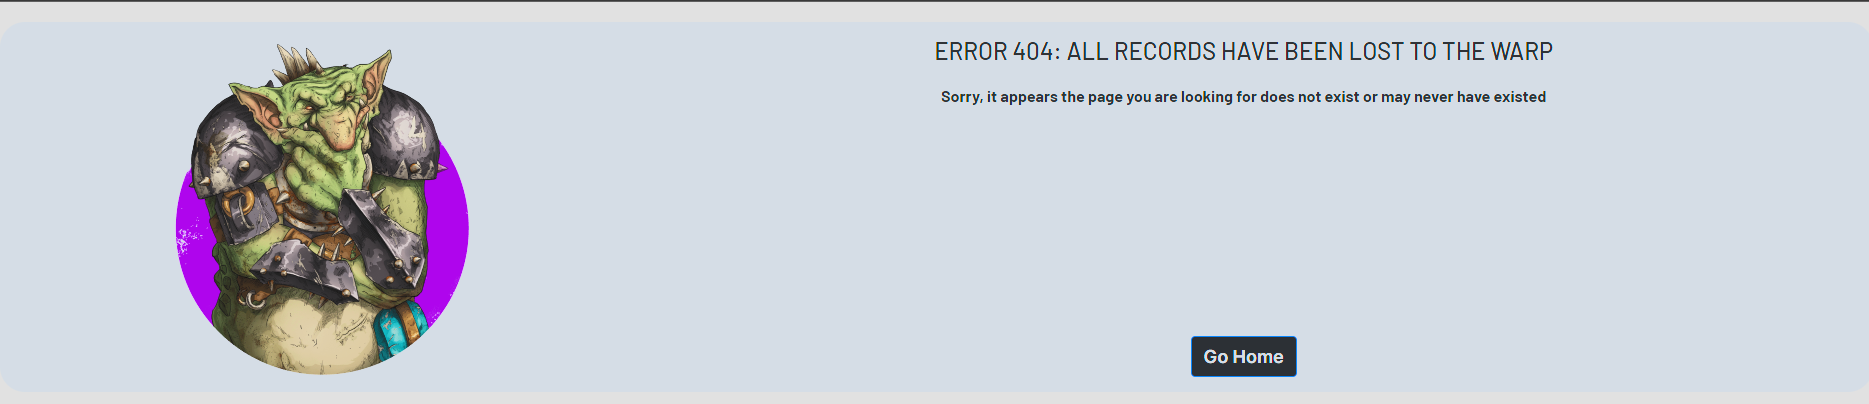 ERROR 404: ALL RECORDS HAVE BEEN LOST TO THE WARP
Sorry, it appears the page you are looking for does not exist or may never have existed
Go Home